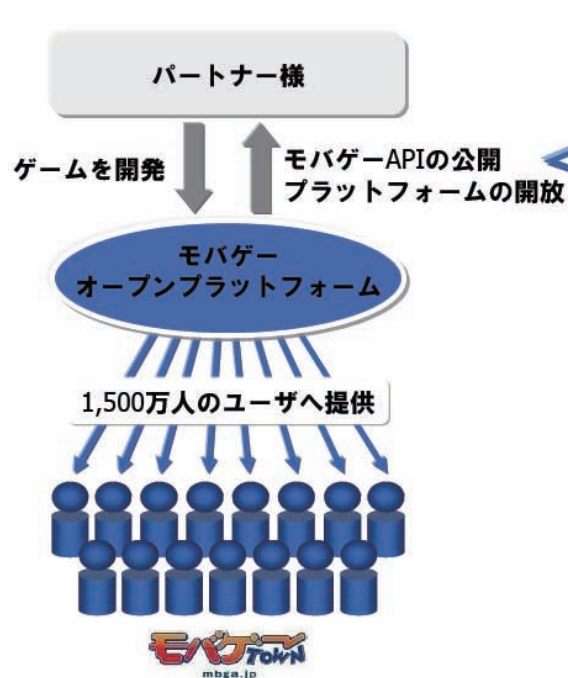 パートナー様
ゲームを開発
モバゲーAPIの公開
プラットフォームの開放
モバゲー
オープンプラットフォーム
1,500万人のユーザへ提供
モバゲーTOWN
mbga.jp